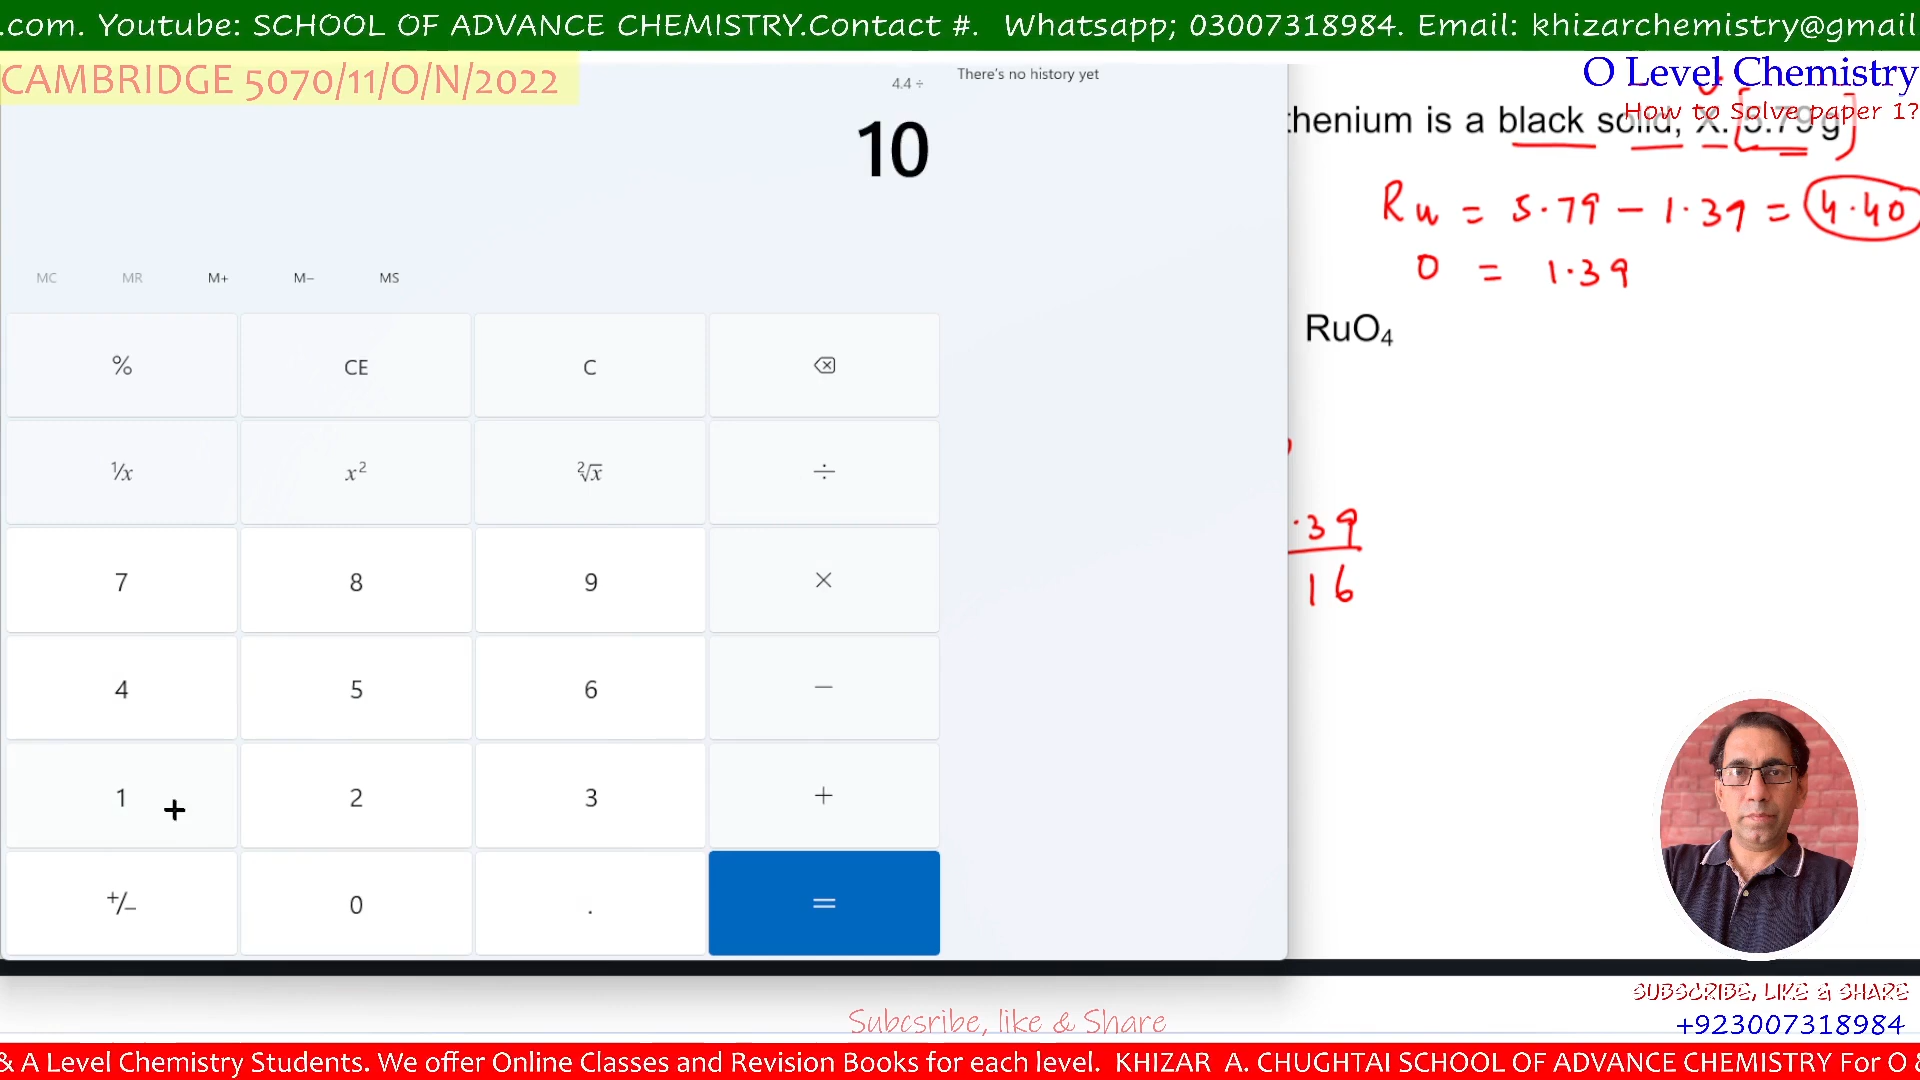 .com. Youtube: SCHOOL OF ADVANCE CHEMISTRY.Contact #. Whatsapp; 03007318984. Email: khizarchemistry@gmail
CAMBRIDGE 5070/11/O/N/2022
O Level Chemistry
How to Solve paper 1?
4.4 ÷
There's no history yet
10
thenium is a black solid, X. [5.79 g]
Ru = 5.79 - 1.39 = 4.40
O = 1.39
MC MR M+ M− MS
RuO₄
% CE C
¹/x x² ²√x ÷
7 8 9 ×
.39
16
4 5 6 −
1 2 3 +
+/− 0 . =
SUBSCRIBE, LIKE & SHARE
Subcsribe, like & Share
+923007318984
& A Level Chemistry Students. We offer Online Classes and Revision Books for each level. KHIZAR A. CHUGHTAI SCHOOL OF ADVANCE CHEMISTRY For O &